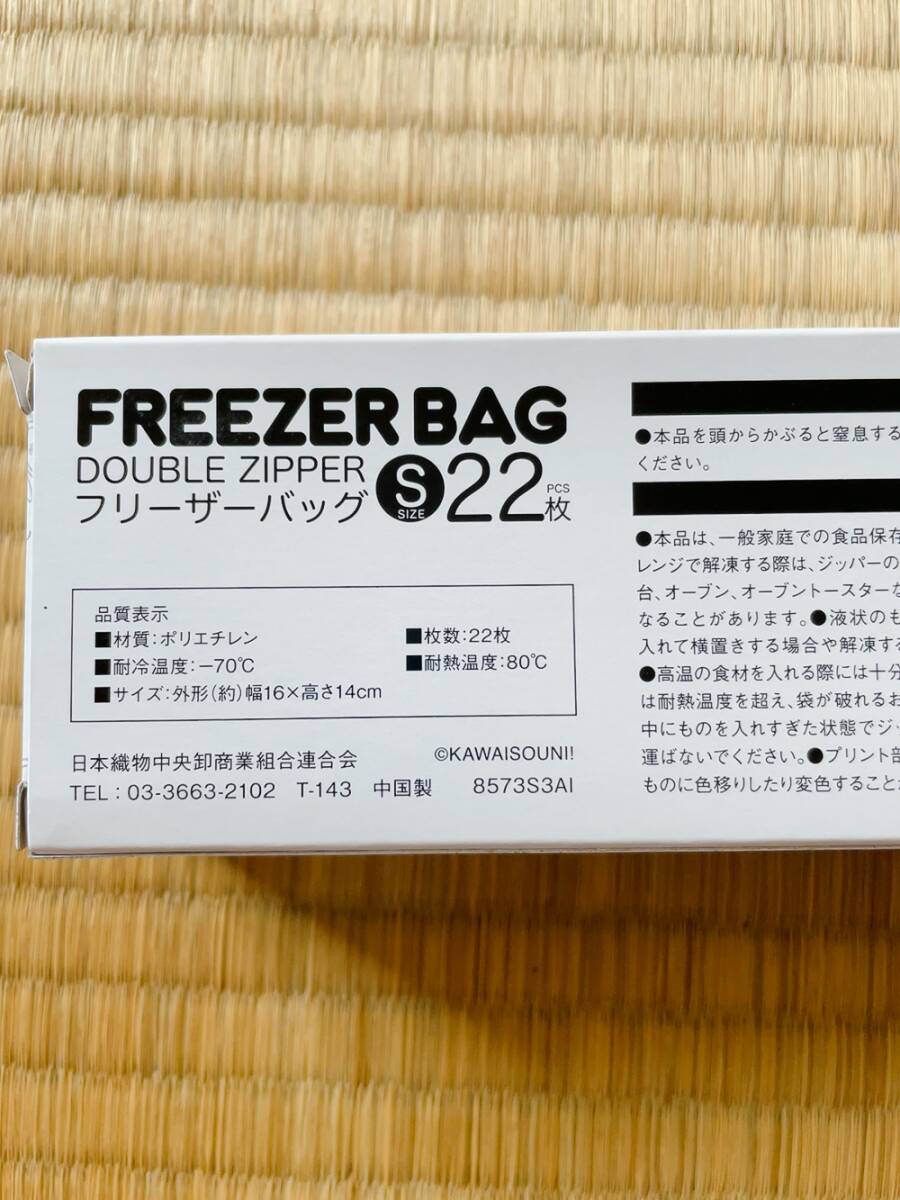 FREEZER BAG
DOUBLE ZIPPER
フリーザーバッグ
S
SIZE
22
PCS
枚
品質表示
■材質:ポリエチレン
■枚数:22枚
■耐冷温度:−70℃
■耐熱温度:80℃
■サイズ:外形(約)幅16×高さ14cm
日本織物中央卸商業組合連合会
©KAWAISOUNI!
TEL : 03-3663-2102 T-143 中国製 8573S3AI
●本品を頭からかぶると窒息する
ください。
●本品は、一般家庭での食品保存
レンジで解凍する際は、ジッパーの
台、オーブン、オーブントースターな
なることがあります。●液状のも
入れて横置きする場合や解凍する
●高温の食材を入れる際には十分
は耐熱温度を超え、袋が破れるお
中にものを入れすぎた状態でジッ
運ばないでください。●プリント部
ものに色移りしたり変色することが